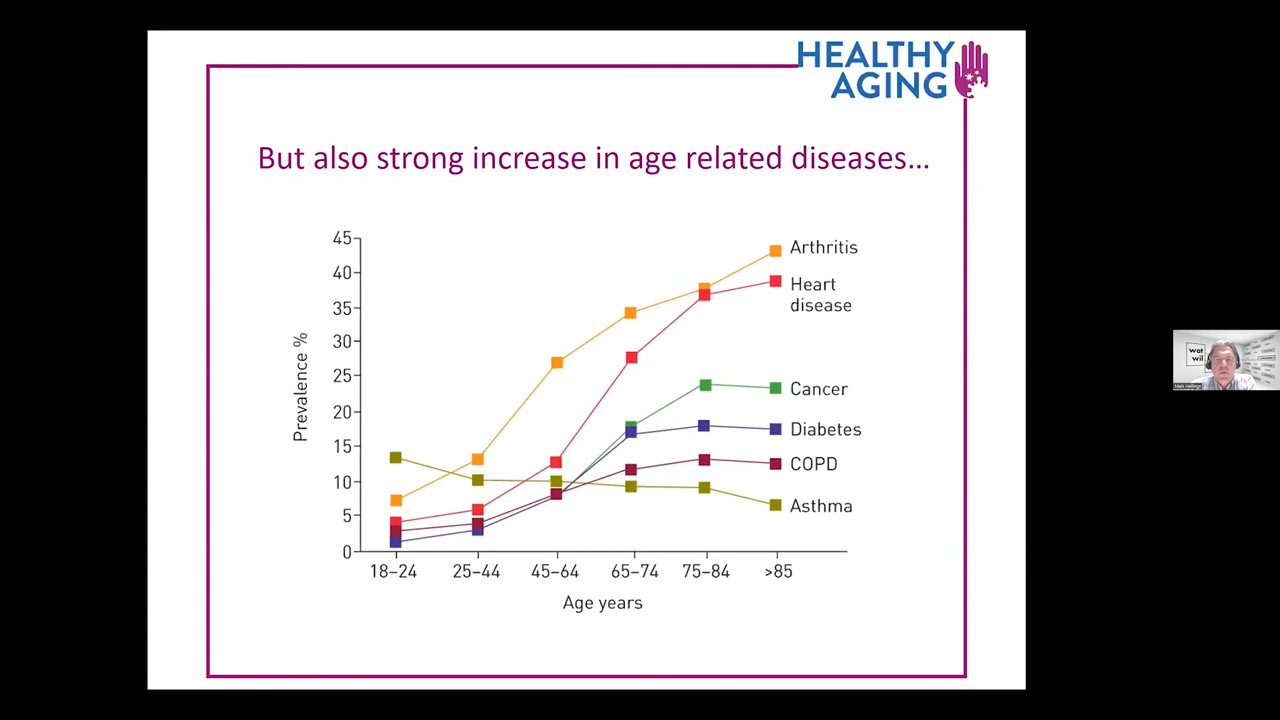 HEALTHY
AGING
But also strong increase in age related diseases...
45
40
35
30
25
20
15
10
5
0
Prevalence %
Arthritis
Heart
disease
Cancer
Diabetes
COPD
Asthma
18–24 25–44 45–64 65–74 75–84 >85
Age years
wat
wil